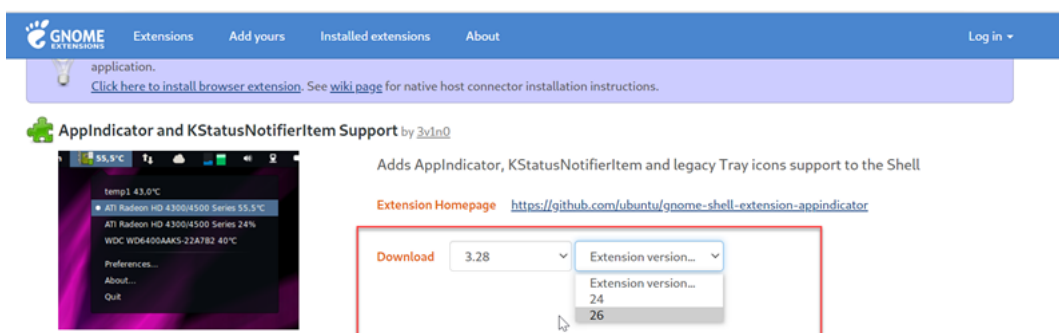 GNOME
EXTENSIONS
Extensions
Add yours
Installed extensions
About
Log in
application.
Click here to install browser extension. See wiki page for native host connector installation instructions.
AppIndicator and KStatusNotifierItem Support by 3v1n0
55,5°C
temp1 43.0°C
ATI Radeon HD 4300/4500 Series 55.5°C
ATI Radeon HD 4300/4500 Series 24%
WDC WD6400AAKS-22A7B2 40°C
Preferences...
About...
Quit
Adds AppIndicator, KStatusNotifierItem and legacy Tray icons support to the Shell
Extension Homepage https://github.com/ubuntu/gnome-shell-extension-appindicator
Download 3.28 Extension version...
Extension version...
24
26